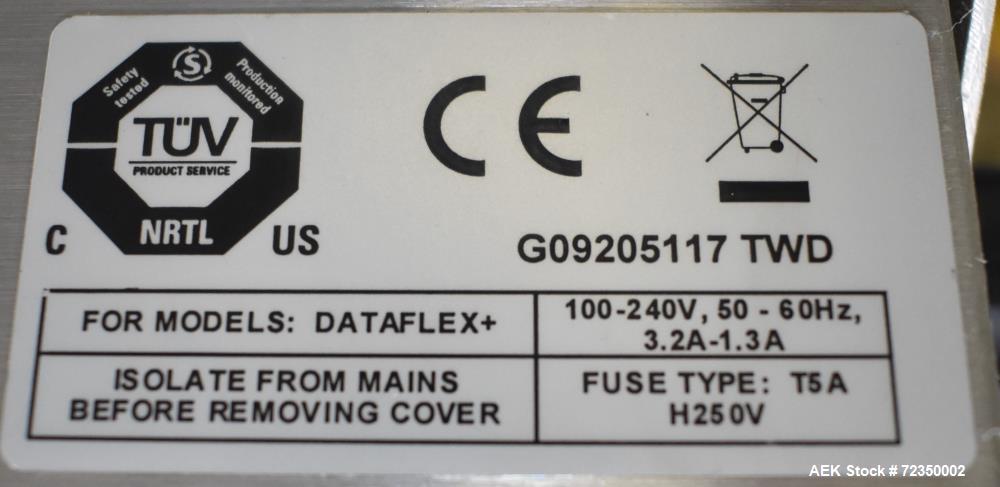 Safety tested
S
Production monitored
TÜV
PRODUCT SERVICE
NRTL
C
US
CE
G09205117 TWD
FOR MODELS: DATAFLEX+
100-240V, 50 - 60Hz,
3.2A-1.3A
ISOLATE FROM MAINS
BEFORE REMOVING COVER
FUSE TYPE: T5A
H250V
AEK Stock # 72350002